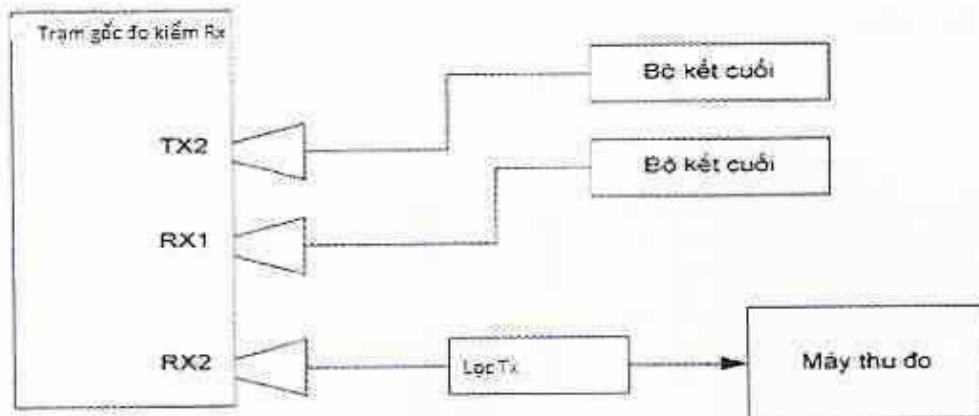 Trạm gốc đo kiểm Rx
Bộ kết cuối
TX2
Bộ kết cuối
RX1
RX2
Lọc Tx
Máy thu đo